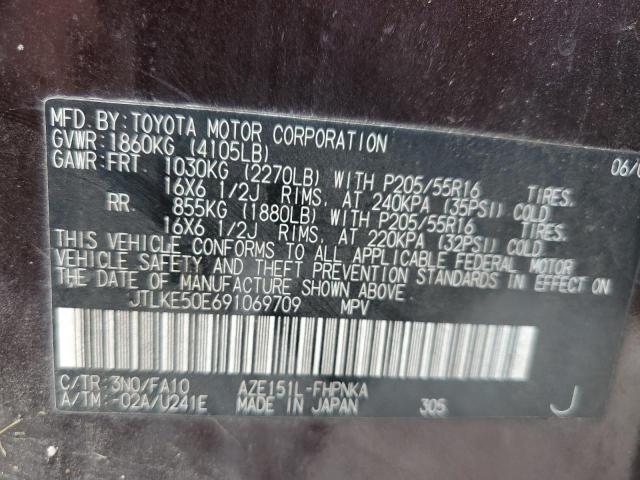 MFD. BY: TOYOTA MOTOR CORPORATION 06/0
GVWR: 1860KG (4105LB)
GAWR: FRT 1030KG (2270LB) WITH P205/55R16 TIRES,
16X6 1/2J RIMS, AT 240KPA (35PSI) COLD
RR 855KG (1880LB) WITH P205/55R16 TIRES,
16X6 1/2J RIMS, AT 220KPA (32PSI) COLD
THIS VEHICLE CONFORMS TO ALL APPLICABLE FEDERAL MOTOR
VEHICLE SAFETY AND THEFT PREVENTION STANDARDS IN EFFECT ON
THE DATE OF MANUFACTURE SHOWN ABOVE.
JTLKE50E691069709 MPV
C/TR: 3N0/FA10 AZE151L-FHPNKA
A/TM: -02A/U241E MADE IN JAPAN 305 J